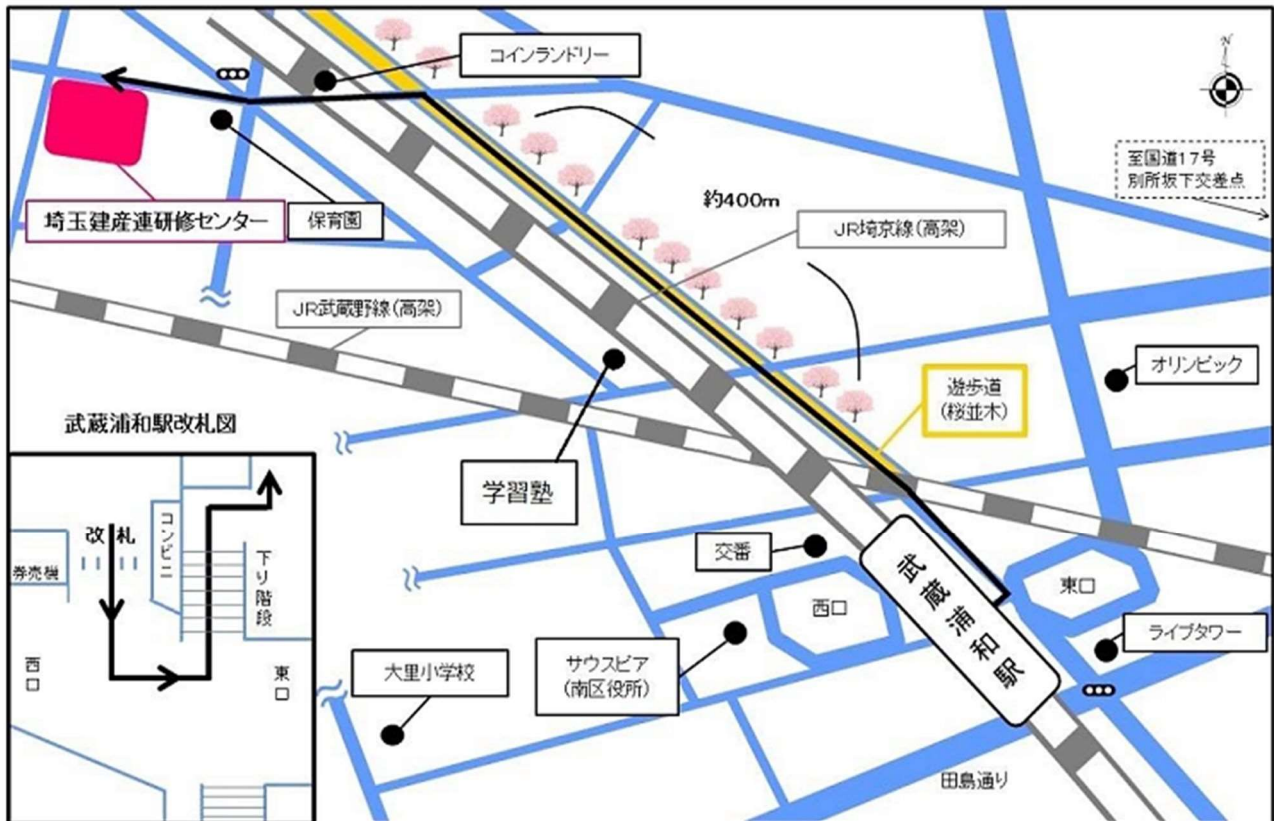 コインランドリー
N
至国道17号
別所坂下交差点
埼玉建産連研修センター
保育園
約400m
JR埼京線(高架)
JR武蔵野線(高架)
オリンピック
遊歩道
(桜並木)
学習塾
交番
武蔵浦和駅
西口
東口
ライブタワー
サウスピア
(南区役所)
大里小学校
田島通り
武蔵浦和駅改札図
改札
コンビニ
券売機
下り階段
西口
東口